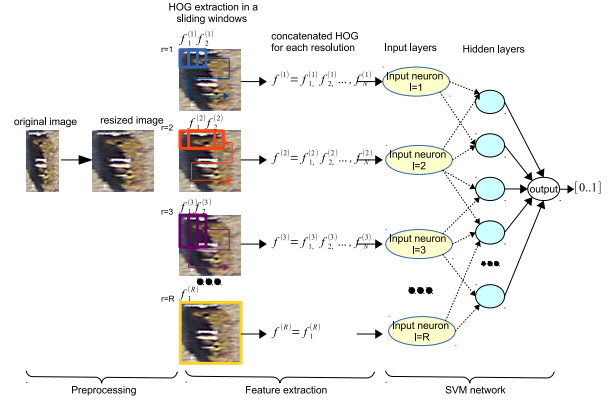 HOG extraction in a
sliding windows
concatenated HOG
for each resolution
Input layers
Hidden layers
original image
resized image
r=1
f_1^(1) f_2^(1)
f^(1) = f_1^(1), f_2^(1), ..., f_N^(1)
Input neuron
I=1
r=2
f_1^(2) f_2^(2)
f^(2) = f_1^(2), f_2^(2), ..., f_N^(2)
Input neuron
I=2
output
[0..1]
r=3
f_1^(3) f_2^(3)
f^(3) = f_1^(3), f_2^(3), ..., f_N^(3)
Input neuron
I=3
r=R
f_1^(R)
f^(R) = f_1^(R)
Input neuron
I=R
Preprocessing
Feature extraction
SVM network